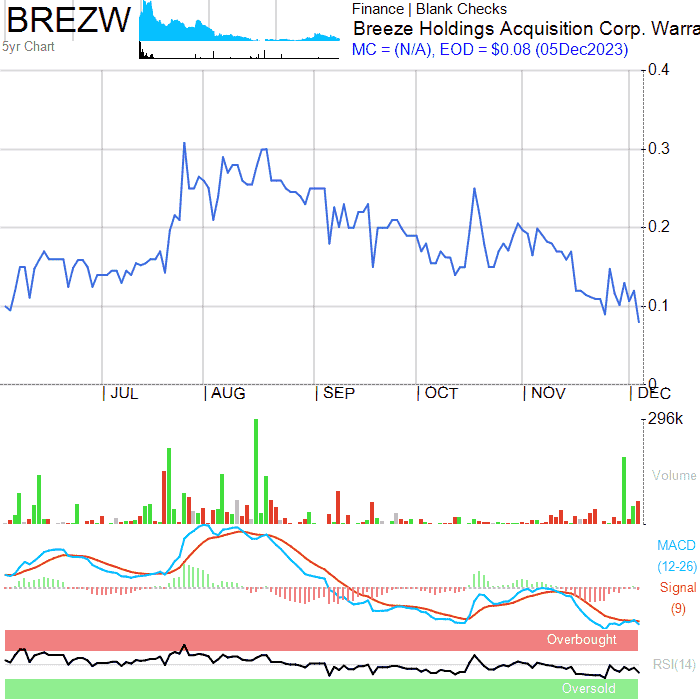 BREZW
5yr Chart
Finance | Blank Checks
Breeze Holdings Acquisition Corp. Warra
MC = (N/A), EOD = $0.08 (05Dec2023)
0.4
0.3
0.2
0.1
0
JUL AUG SEP OCT NOV DEC
296k
Volume
MACD
(12-26)
Signal
(9)
Overbought
RSI(14)
Oversold